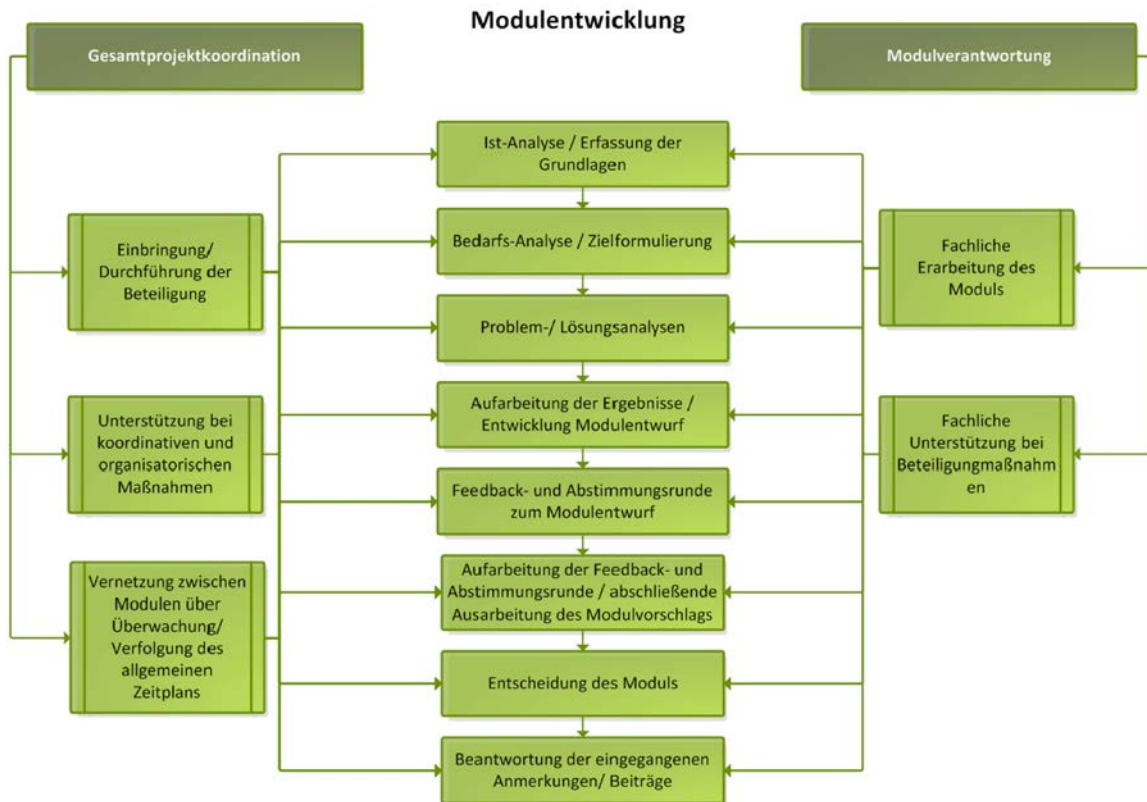 Modulentwicklung
Gesamtprojektkoordination
Modulverantwortung
Ist-Analyse / Erfassung der
Grundlagen
Einbringung/
Durchführung der
Beteiligung
Bedarfs-Analyse / Zielformulierung
Fachliche
Erarbeitung des
Moduls
Problem-/ Lösungsanalysen
Unterstützung bei
koordinativen und
organisatorischen
Maßnahmen
Aufarbeitung der Ergebnisse /
Entwicklung Modulentwurf
Fachliche
Unterstützung bei
Beteiligungmaßnahm
en
Feedback- und Abstimmungsrunde
zum Modulentwurf
Vernetzung zwischen
Modulen über
Überwachung/
Verfolgung des
allgemeinen
Zeitplans
Aufarbeitung der Feedback- und
Abstimmungsrunde / abschließende
Ausarbeitung des Modulvorschlags
Entscheidung des Moduls
Beantwortung der eingegangenen
Anmerkungen/ Beiträge